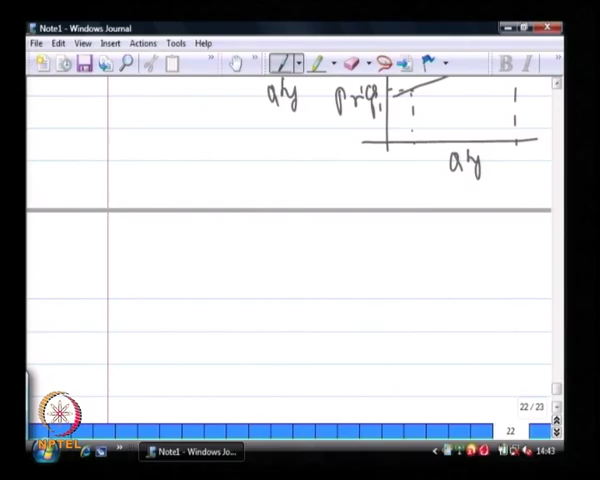 Note1 - Windows Journal
File Edit View Insert Actions Tools Help
B I
qty price P1
qty
22 / 23
22
NPTEL
Note1 - Windows Jo...
14:43